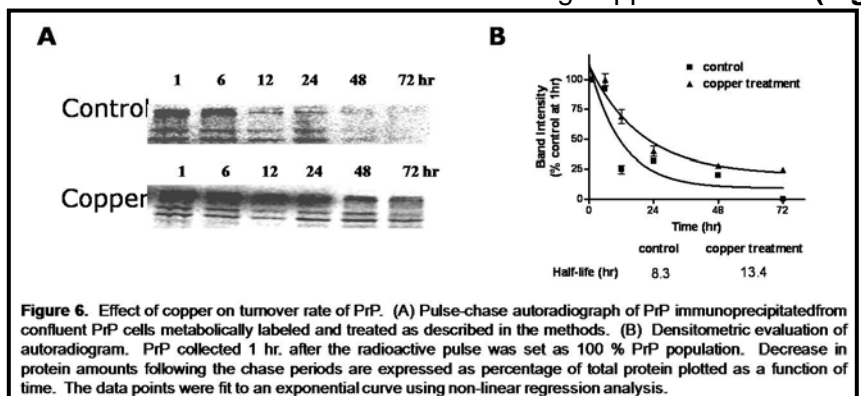 A
1 6 12 24 48 72 hr
Control
1 6 12 24 48 72 hr
Copper
B
control
copper treatment
100
75
50
25
0
Band Intensity
(% control at 1hr)
0 24 48 72
Time (hr)
control copper treatment
Half-life (hr) 8.3 13.4
Figure 6. Effect of copper on turnover rate of PrP. (A) Pulse-chase autoradiograph of PrP immunoprecipitatedfrom
confluent PrP cells metabolically labeled and treated as described in the methods. (B) Densitometric evaluation of
autoradiogram. PrP collected 1 hr. after the radioactive pulse was set as 100 % PrP population. Decrease in
protein amounts following the chase periods are expressed as percentage of total protein plotted as a function of
time. The data points were fit to an exponential curve using non-linear regression analysis.